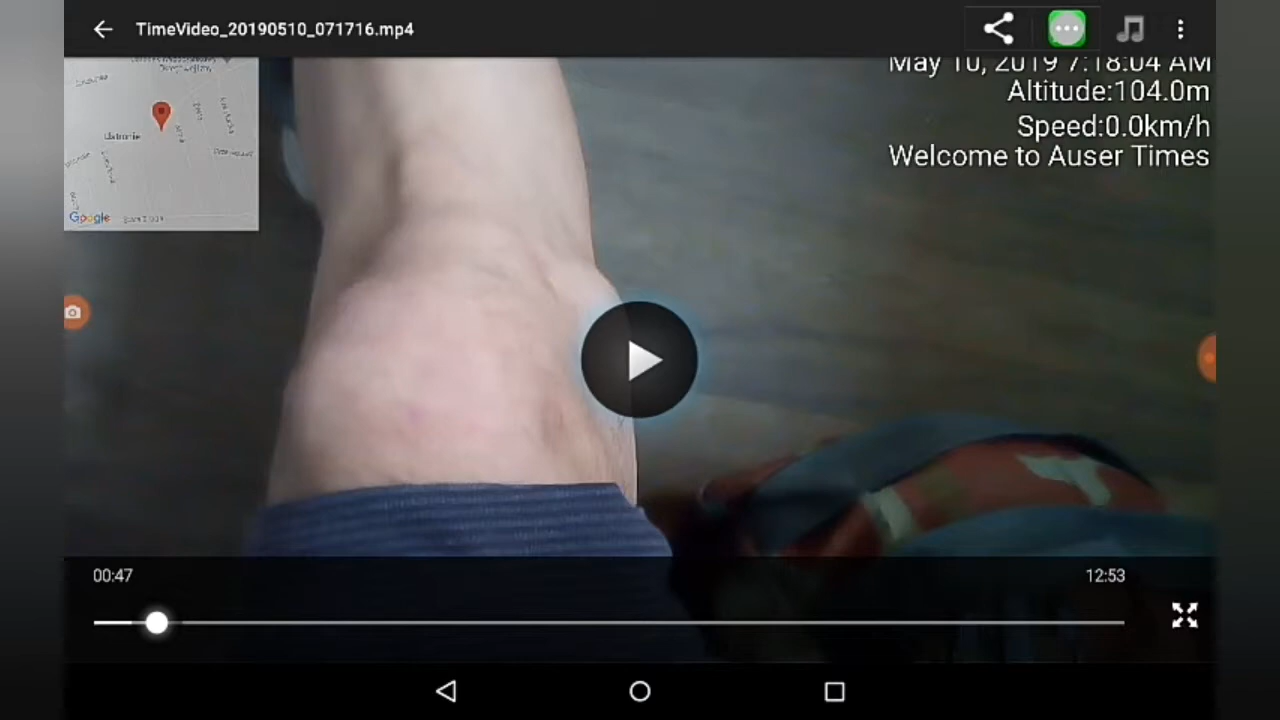 TimeVideo_20190510_071716.mp4
May 10, 2019 7:18:04 AM
Altitude:104.0m
Speed:0.0km/h
Welcome to Auser Times
Google
00:47
12:53